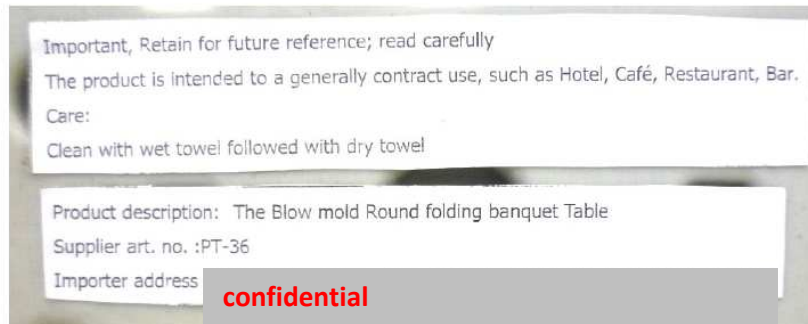 Important, Retain for future reference; read carefully
The product is intended to a generally contract use, such as Hotel, Café, Restaurant, Bar.
Care:
Clean with wet towel followed with dry towel
Product description: The Blow mold Round folding banquet Table
Supplier art. no. :PT-36
Importer address
confidential